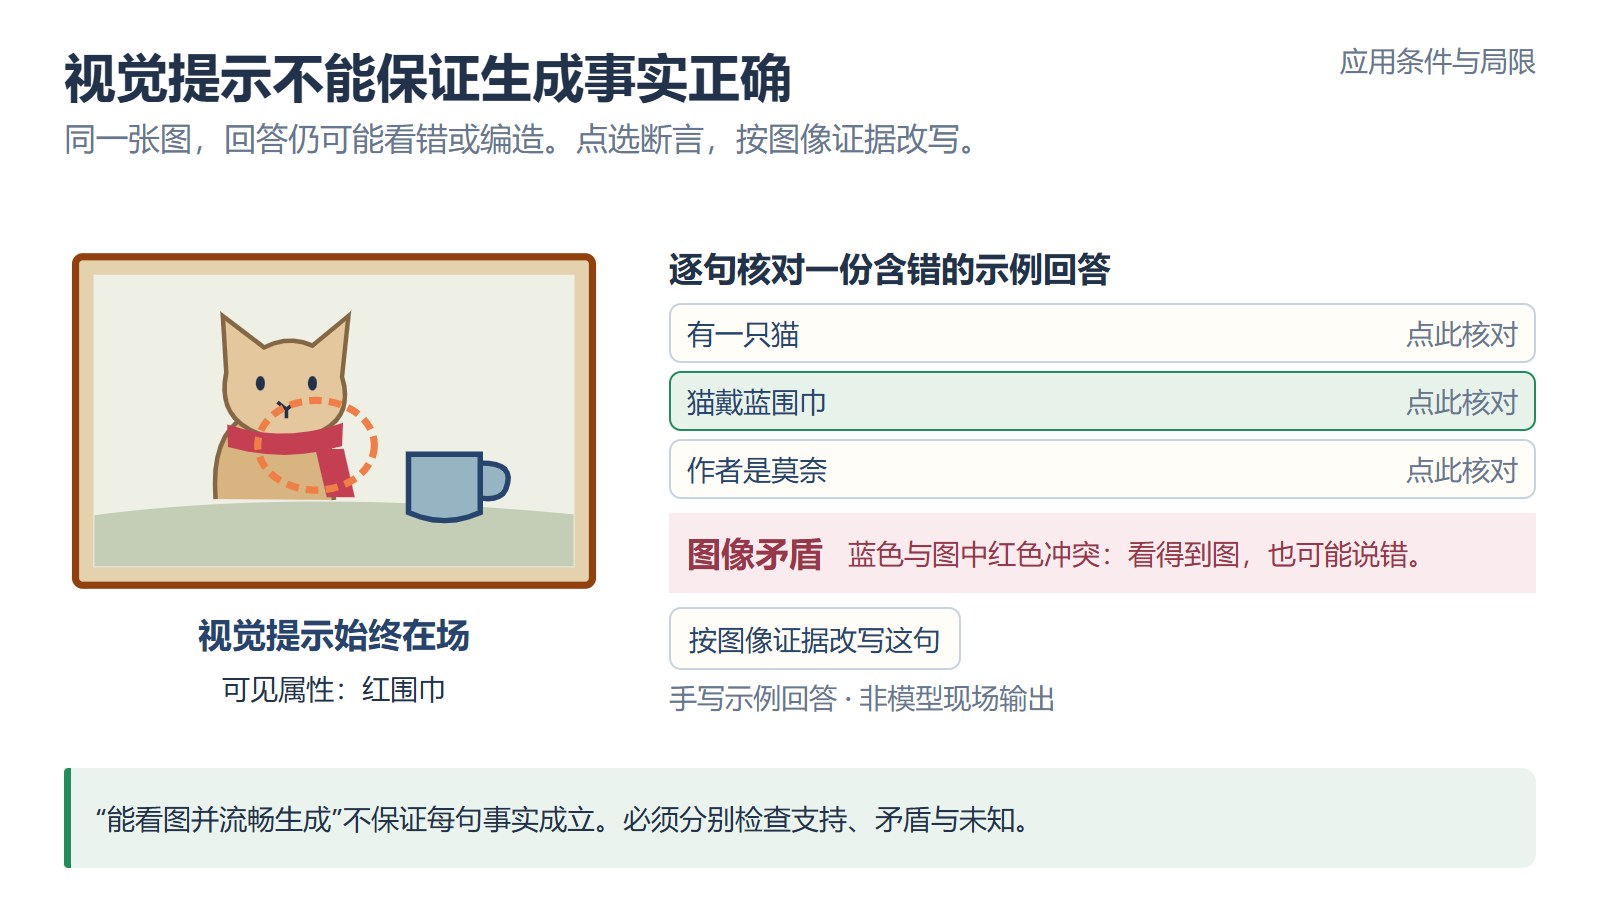 视觉提示不能保证生成事实正确
应用条件与局限
同一张图，回答仍可能看错或编造。点选断言，按图像证据改写。
逐句核对一份含错的示例回答
有一只猫 点此核对
猫戴蓝围巾 点此核对
作者是莫奈 点此核对
图像矛盾 蓝色与图中红色冲突：看得到图，也可能说错。
按图像证据改写这句
手写示例回答 · 非模型现场输出
视觉提示始终在场
可见属性：红围巾
“能看图并流畅生成”不保证每句事实成立。必须分别检查支持、矛盾与未知。